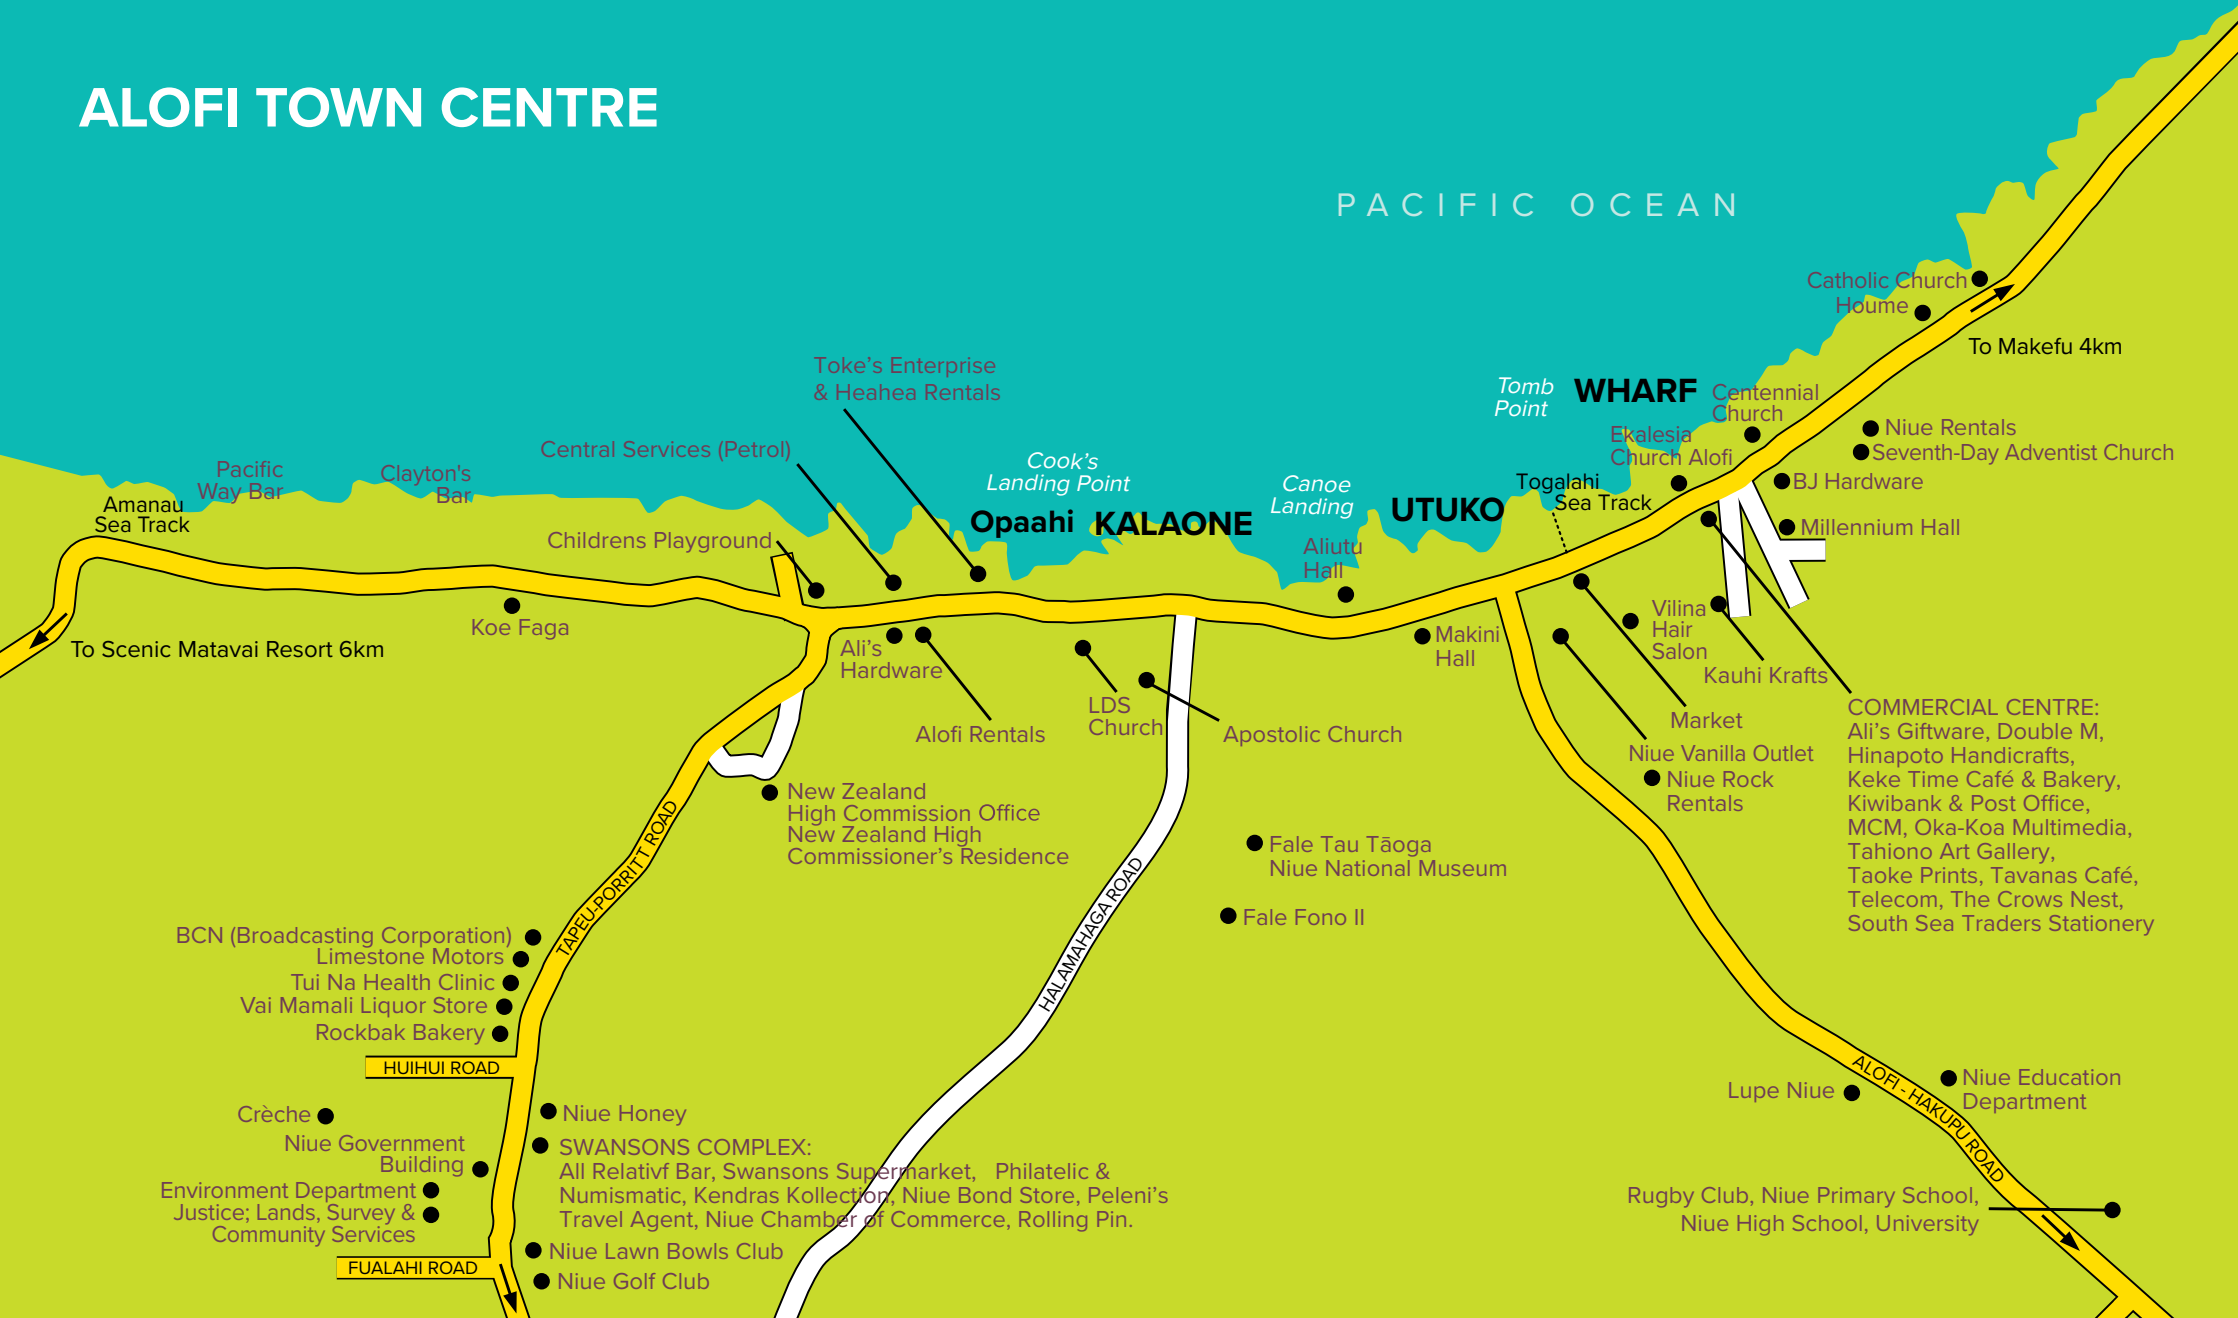 ALOFI TOWN CENTRE
PACIFIC OCEAN
Catholic Church
Houme
To Makefu 4km
Toke's Enterprise
& Heahea Rentals
Tomb
Point
WHARF
Centennial
Church
Central Services (Petrol)
Cook's
Landing Point
Ekalesia
Church Alofi
Niue Rentals
Seventh-Day Adventist Church
Pacific
Way Bar
Clayton's
Bar
Canoe
Landing
Togalahi
Sea Track
BJ Hardware
Amanau
Sea Track
Opaahi
KALAONE
UTUKO
Millennium Hall
Childrens Playground
Aliutu
Hall
Koe Faga
To Scenic Matavai Resort 6km
Ali's
Hardware
Makini
Hall
Vilina
Hair
Salon
Kauhi Krafts
LDS
Church
Alofi Rentals
Apostolic Church
Market
Niue Vanilla Outlet
Niue Rock
Rentals
COMMERCIAL CENTRE:
Ali's Giftware, Double M,
Hinapoto Handicrafts,
Keke Time Café & Bakery,
Kiwibank & Post Office,
MCM, Oka-Koa Multimedia,
Tahiono Art Gallery,
Taoke Prints, Tavanas Café,
Telecom, The Crows Nest,
South Sea Traders Stationery
New Zealand
High Commission Office
New Zealand High
Commissioner's Residence
TAPEU-PORRITT ROAD
Fale Tau Tāoga
Niue National Museum
HALAMAHAGA ROAD
Fale Fono II
BCN (Broadcasting Corporation)
Limestone Motors
Tui Na Health Clinic
Vai Mamali Liquor Store
Rockbak Bakery
HUIHUI ROAD
ALOFI - HAKUPU ROAD
Lupe Niue
Niue Education
Department
Crèche
Niue Honey
Niue Government
Building
SWANSONS COMPLEX:
All Relativf Bar, Swansons Supermarket, Philatelic &
Numismatic, Kendras Kollection, Niue Bond Store, Peleni's
Travel Agent, Niue Chamber of Commerce, Rolling Pin.
Environment Department
Justice; Lands, Survey &
Community Services
Rugby Club, Niue Primary School,
Niue High School, University
Niue Lawn Bowls Club
FUALAHI ROAD
Niue Golf Club